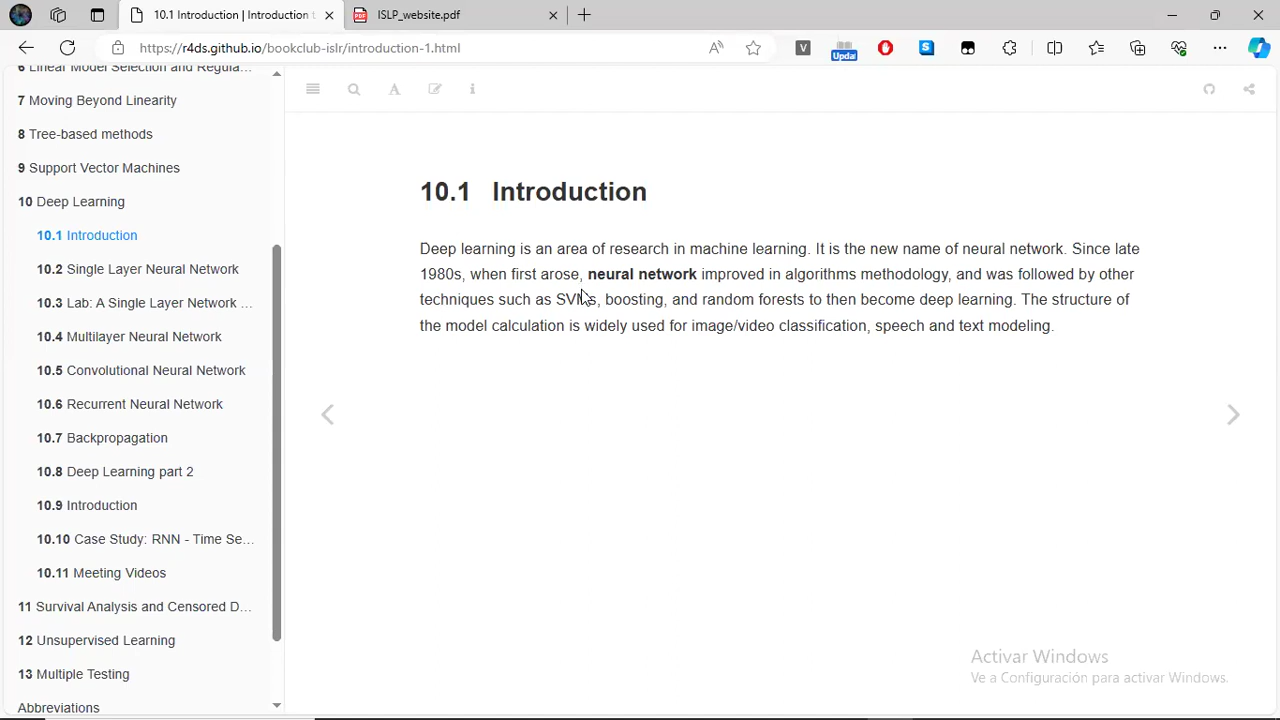 10.1 Introduction | Introduction t
ISLP_website.pdf
https://r4ds.github.io/bookclub-islr/introduction-1.html
V
Updat
S
6 Linear Model Selection and Regula...
7 Moving Beyond Linearity
8 Tree-based methods
9 Support Vector Machines
10 Deep Learning
10.1 Introduction
10.2 Single Layer Neural Network
10.3 Lab: A Single Layer Network ...
10.4 Multilayer Neural Network
10.5 Convolutional Neural Network
10.6 Recurrent Neural Network
10.7 Backpropagation
10.8 Deep Learning part 2
10.9 Introduction
10.10 Case Study: RNN - Time Se...
10.11 Meeting Videos
11 Survival Analysis and Censored D...
12 Unsupervised Learning
13 Multiple Testing
Abbreviations
10.1 Introduction
Deep learning is an area of research in machine learning. It is the new name of neural network. Since late
1980s, when first arose, neural network improved in algorithms methodology, and was followed by other
techniques such as SVMs, boosting, and random forests to then become deep learning. The structure of
the model calculation is widely used for image/video classification, speech and text modeling.
Activar Windows
Ve a Configuración para activar Windows.